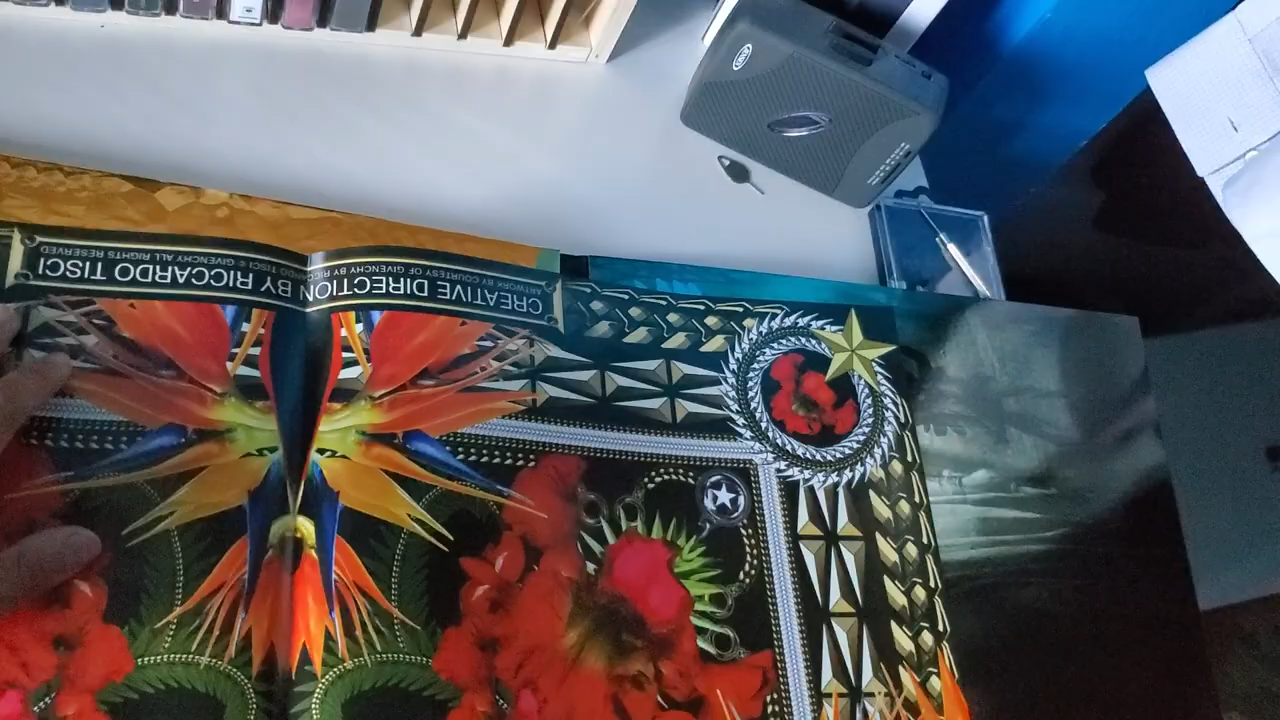 CREATIVE DIRECTION BY RICCARDO TISCI
ARTWORK BY COURTESY OF GIVENCHY BY RICCARDO TISCI © GIVENCHY ALL RIGHTS RESERVED